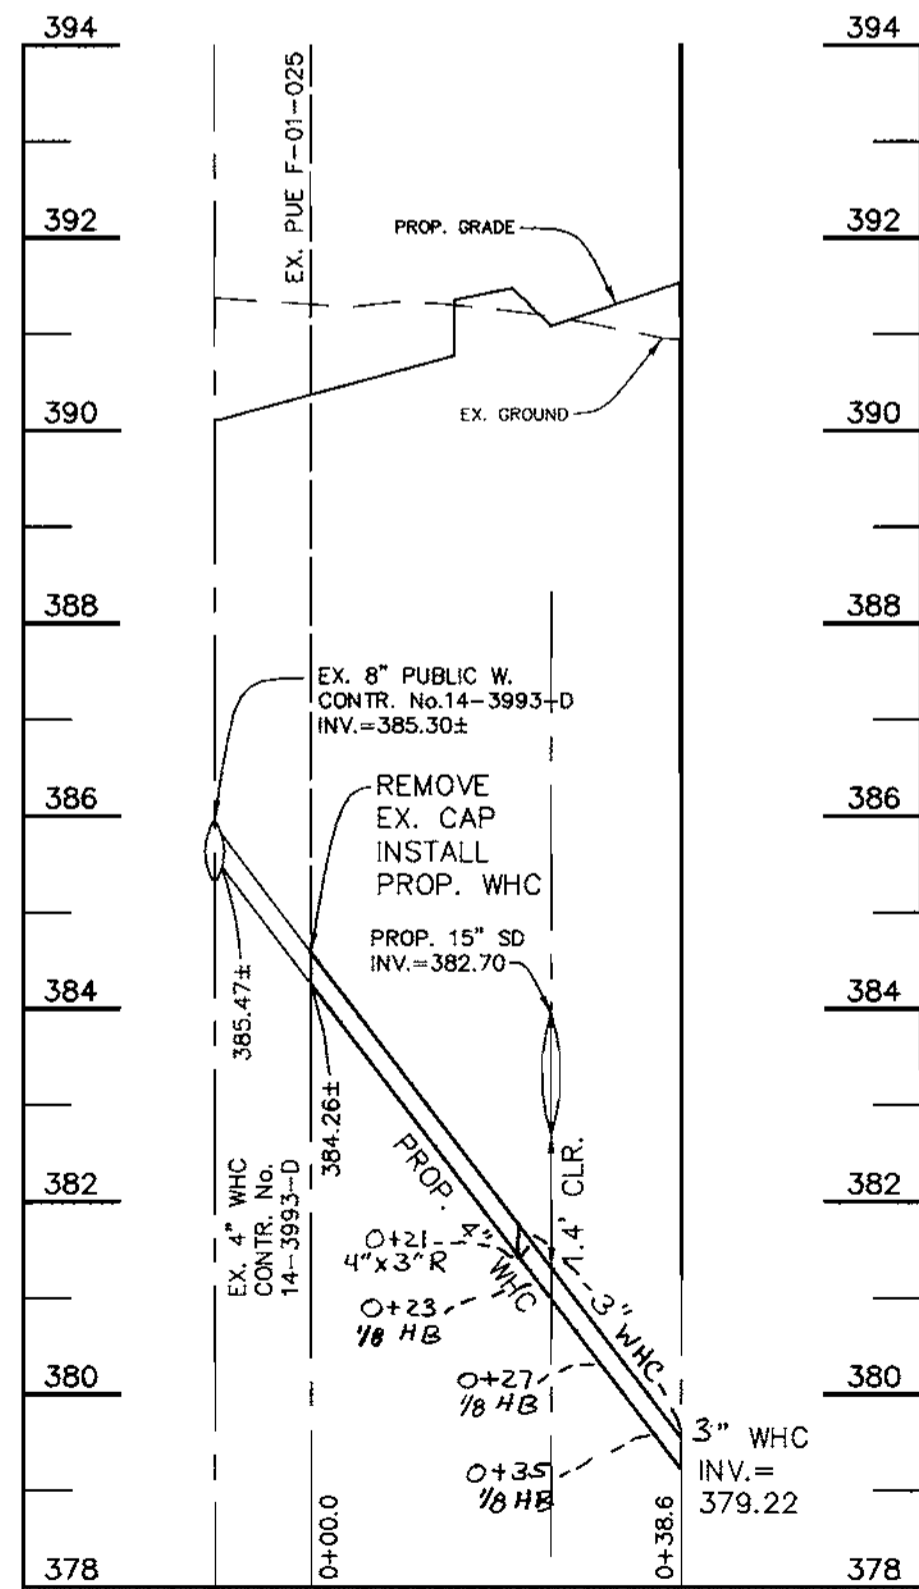 394
394
EX. PUE F-01-025
392
392
PROP. GRADE
390
390
EX. GROUND
388
388
EX. 8" PUBLIC W.
CONTR. No.14-3993-D
INV.=385.30±
386
386
REMOVE
EX. CAP
INSTALL
PROP. WHC
PROP. 15" SD
INV.=382.70
384
384
385.47±
384.26±
382
382
PROP. 4" WHC
1.4' CLR.
EX. 4" WHC
CONTR. No.
14-3993-D
0+21
4"x3"R
0+23
1/8 HB
3" WHC
380
380
0+27
1/8 HB
0+35
1/8 HB
3" WHC
INV.=
379.22
0+00.0
0+38.6
378
378